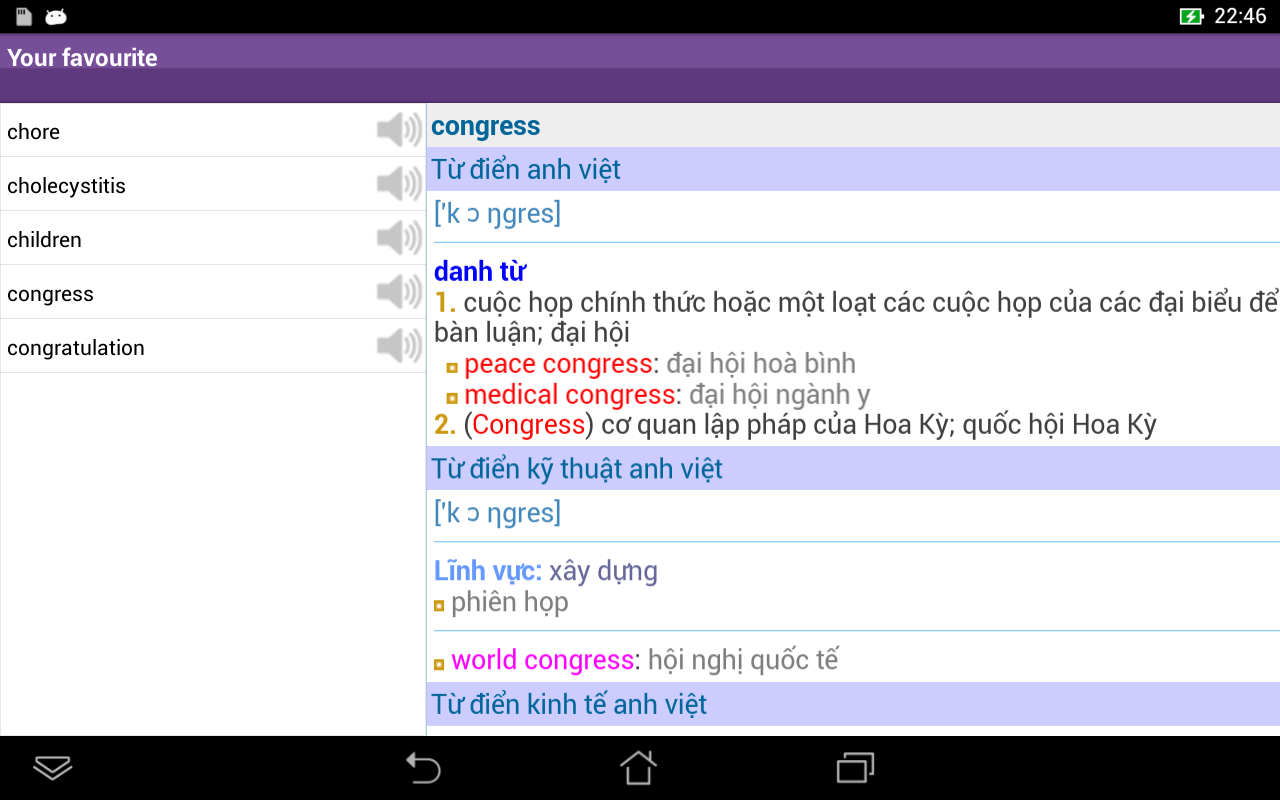 22:46
Your favourite
chore
cholecystitis
children
congress
congratulation
congress
Từ điển anh việt
['k ɔ ŋgres]
danh từ
1. cuộc họp chính thức hoặc một loạt các cuộc họp của các đại biểu để
bàn luận; đại hội
peace congress: đại hội hoà bình
medical congress: đại hội ngành y
2. (Congress) cơ quan lập pháp của Hoa Kỳ; quốc hội Hoa Kỳ
Từ điển kỹ thuật anh việt
['k ɔ ηgres]
Lĩnh vực: xây dựng
phiên họp
world congress: hội nghị quốc tế
Từ điển kinh tế anh việt